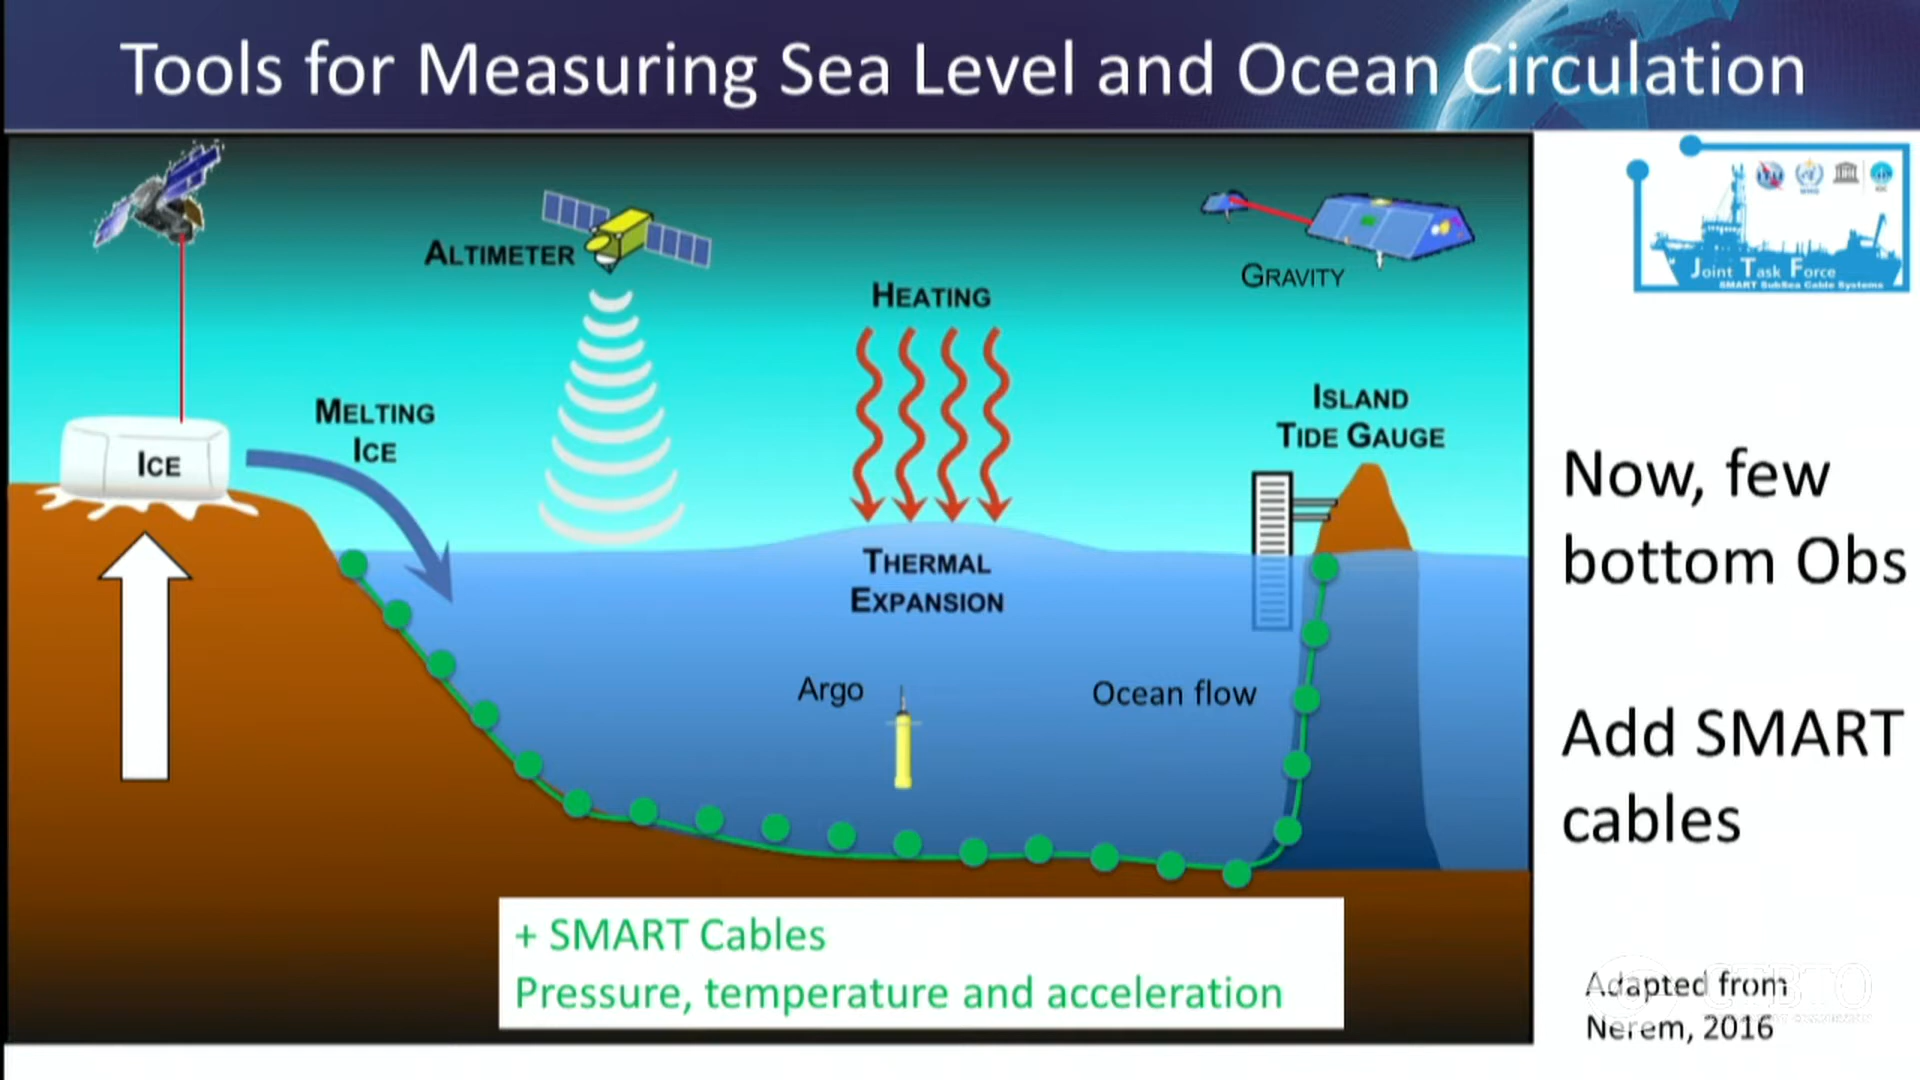 Tools for Measuring Sea Level and Ocean Circulation
ALTIMETER
HEATING
GRAVITY
Joint Task Force
SMART SubSea Cable Systems
MELTING
ICE
ISLAND
TIDE GAUGE
ICE
Now, few
bottom Obs
THERMAL
EXPANSION
Argo
Ocean flow
Add SMART
cables
+ SMART Cables
Pressure, temperature and acceleration
Adapted from
Nerem, 2016
CTBTO